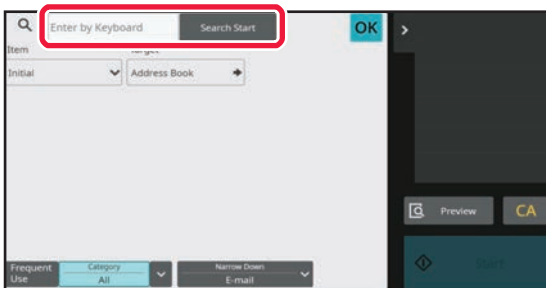 Enter by Keyboard
Search Start
OK
Item
Target
Initial
Address Book
Preview
CA
Start
Frequent
Use
Category
All
Narrow Down
E-mail